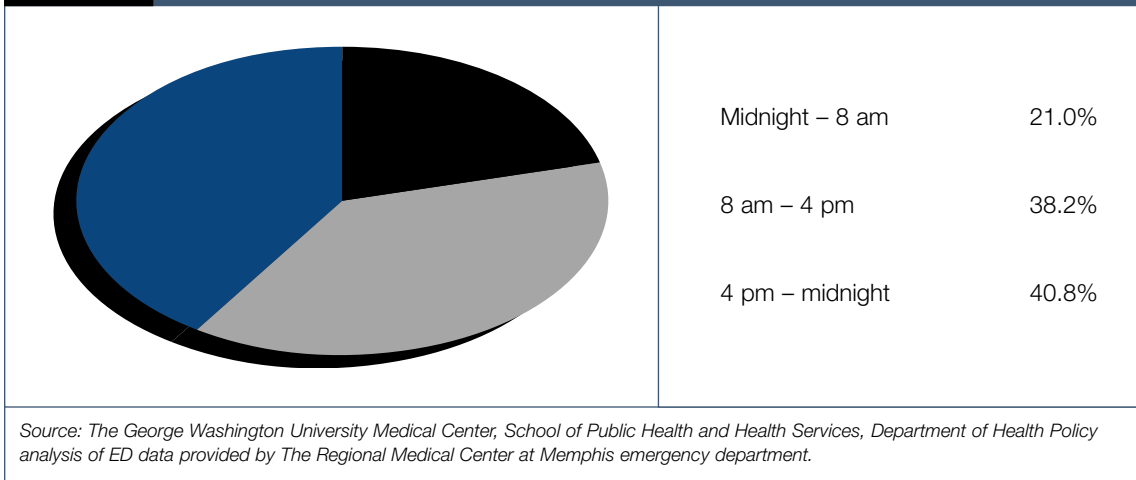 Midnight – 8 am 21.0%
8 am – 4 pm 38.2%
4 pm – midnight 40.8%
Source: The George Washington University Medical Center, School of Public Health and Health Services, Department of Health Policy
analysis of ED data provided by The Regional Medical Center at Memphis emergency department.